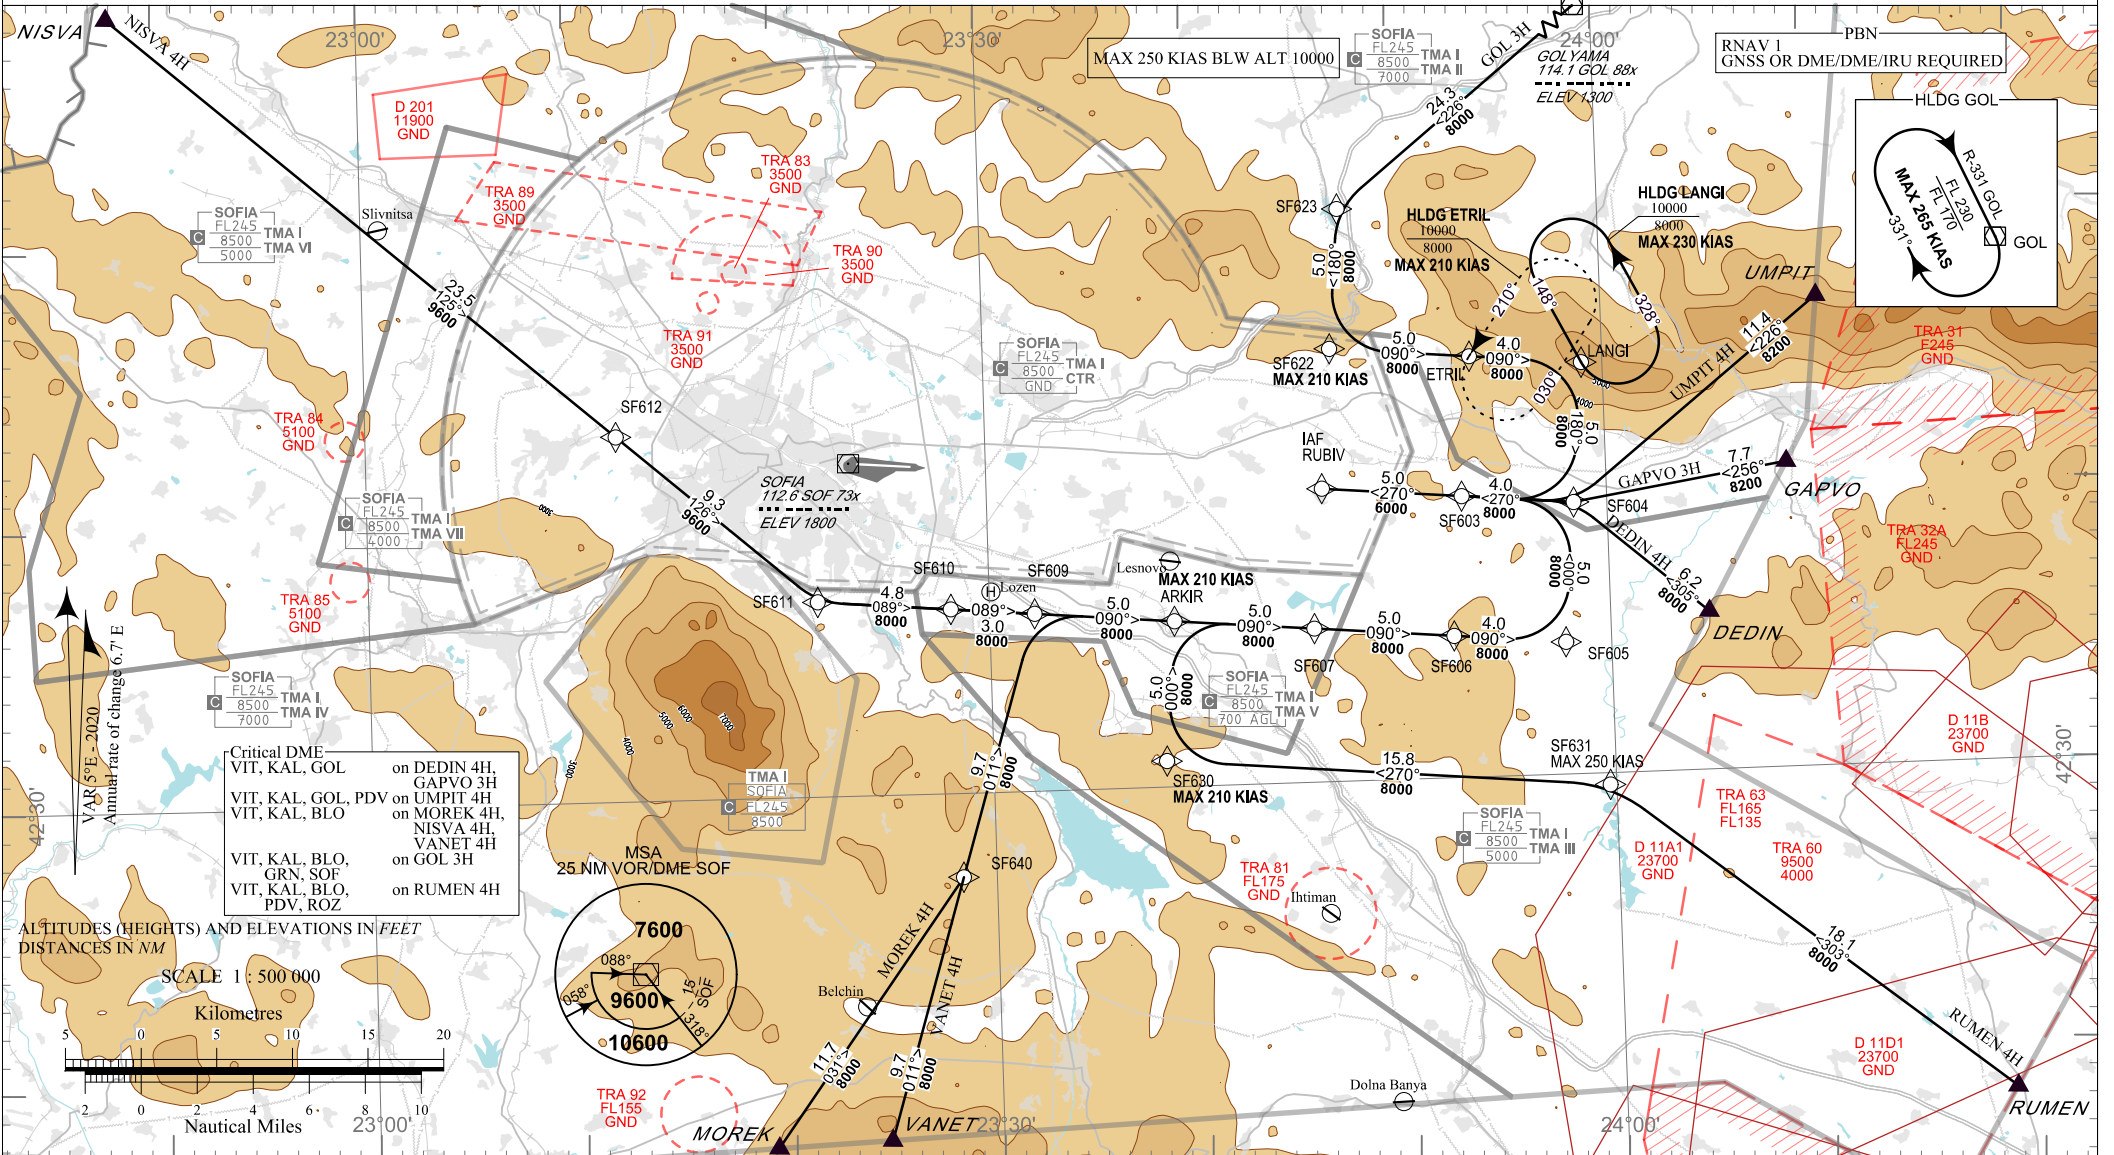 NISVA
NISVA 4H
23°00'
23°30'
MAX 250 KIAS BLW ALT 10000
SOFIA
C FL245 TMA I
8500 TMA II
7000
GOL 3H
24°00'
GOLYAMA
114.1 GOL 88x
ELEV 1300
PBN
RNAV 1
GNSS OR DME/DME/IRU REQUIRED
HLDG GOL
R-331 GOL
FL 230
FL 170
MAX 265 KIAS
331°
GOL
D 201
11900
GND
TRA 89
3500
GND
TRA 83
3500
GND
TRA 90
3500
GND
TRA 91
3500
GND
Slivnitsa
SOFIA
C FL245 TMA I
8500 TMA VI
5000
24.3
<226°
8000
SF623
5.0
<180°
8000
HLDG ETRIL
10000
8000
MAX 210 KIAS
HLDG LANGI
10000
8000
MAX 230 KIAS
210°
148°
328°
030°
UMPIT
11.4
<226°
8200
UMPIT 4H
TRA 31
F245
GND
23.5
125°>
9600
SOFIA
C FL245 TMA I
8500 CTR
GND
SF622
MAX 210 KIAS
5.0
090°>
8000
ETRIL
4.0
090°>
8000
LANGI
5000
4000
5.0
180°>
8000
TRA 84
5100
GND
SF612
9.3
126°>
9600
SOFIA
112.6 SOF 73x
ELEV 1800
IAF
RUBIV
5.0
<270°
6000
SF603
4.0
<270°
8000
SF604
GAPVO 3H
7.7
<256°
8200
GAPVO
DEDIN 4H
6.2
<305°
8000
DEDIN
TRA 32A
FL245
GND
SOFIA
C FL245 TMA I
8500 TMA VII
4000
3000
TRA 85
5100
GND
SF611
4.8
089°>
8000
SF610
089°>
3.0
8000
Lozen
H
SF609
5.0
090°>
8000
Lesnovo
MAX 210 KIAS
ARKIR
5.0
090°>
8000
SF607
5.0
090°>
8000
SF606
4.0
090°>
8000
SF605
5.0
<000°
8000
VAR 5°E - 2020
Annual rate of change 6.7' E
SOFIA
C FL245 TMA I
8500 TMA IV
7000
5000
6000
7000
4000
3000
5.0
000°>
8000
SOFIA
C FL245 TMA I
8500 TMA V
700 AGL
SF630
MAX 210 KIAS
15.8
<270°
8000
SF631
MAX 250 KIAS
D 11B
23700
GND
42°30'
42°30'
Critical DME
VIT, KAL, GOL on DEDIN 4H,
GAPVO 3H
VIT, KAL, GOL, PDV on UMPIT 4H
VIT, KAL, BLO on MOREK 4H,
NISVA 4H,
VANET 4H
VIT, KAL, BLO, on GOL 3H
GRN, SOF
VIT, KAL, BLO, on RUMEN 4H
PDV, ROZ
TMA I
SOFIA
C FL245
8500
9.7
011°>
8000
SF640
SOFIA
C FL245 TMA I
8500 TMA III
5000
TRA 63
FL165
FL135
D 11A1
23700
GND
TRA 60
9500
4000
TRA 81
FL175
GND
Ihtiman
MSA
25 NM VOR/DME SOF
7600
088°
058°
9600
15
SOF
318°
10600
ALTITUDES (HEIGHTS) AND ELEVATIONS IN FEET
DISTANCES IN NM
SCALE 1 : 500 000
Kilometres
5 0 5 10 15 20
2 0 2 4 6 8 10
Nautical Miles
MOREK 4H
VANET 4H
Belchin
11.7
031°>
8000
9.7
011°>
8000
18.1
<303°
8000
RUMEN 4H
D 11D1
23700
GND
Dolna Banya
TRA 92
FL155
GND
23°00'
MOREK
VANET
23°30'
24°00'
RUMEN